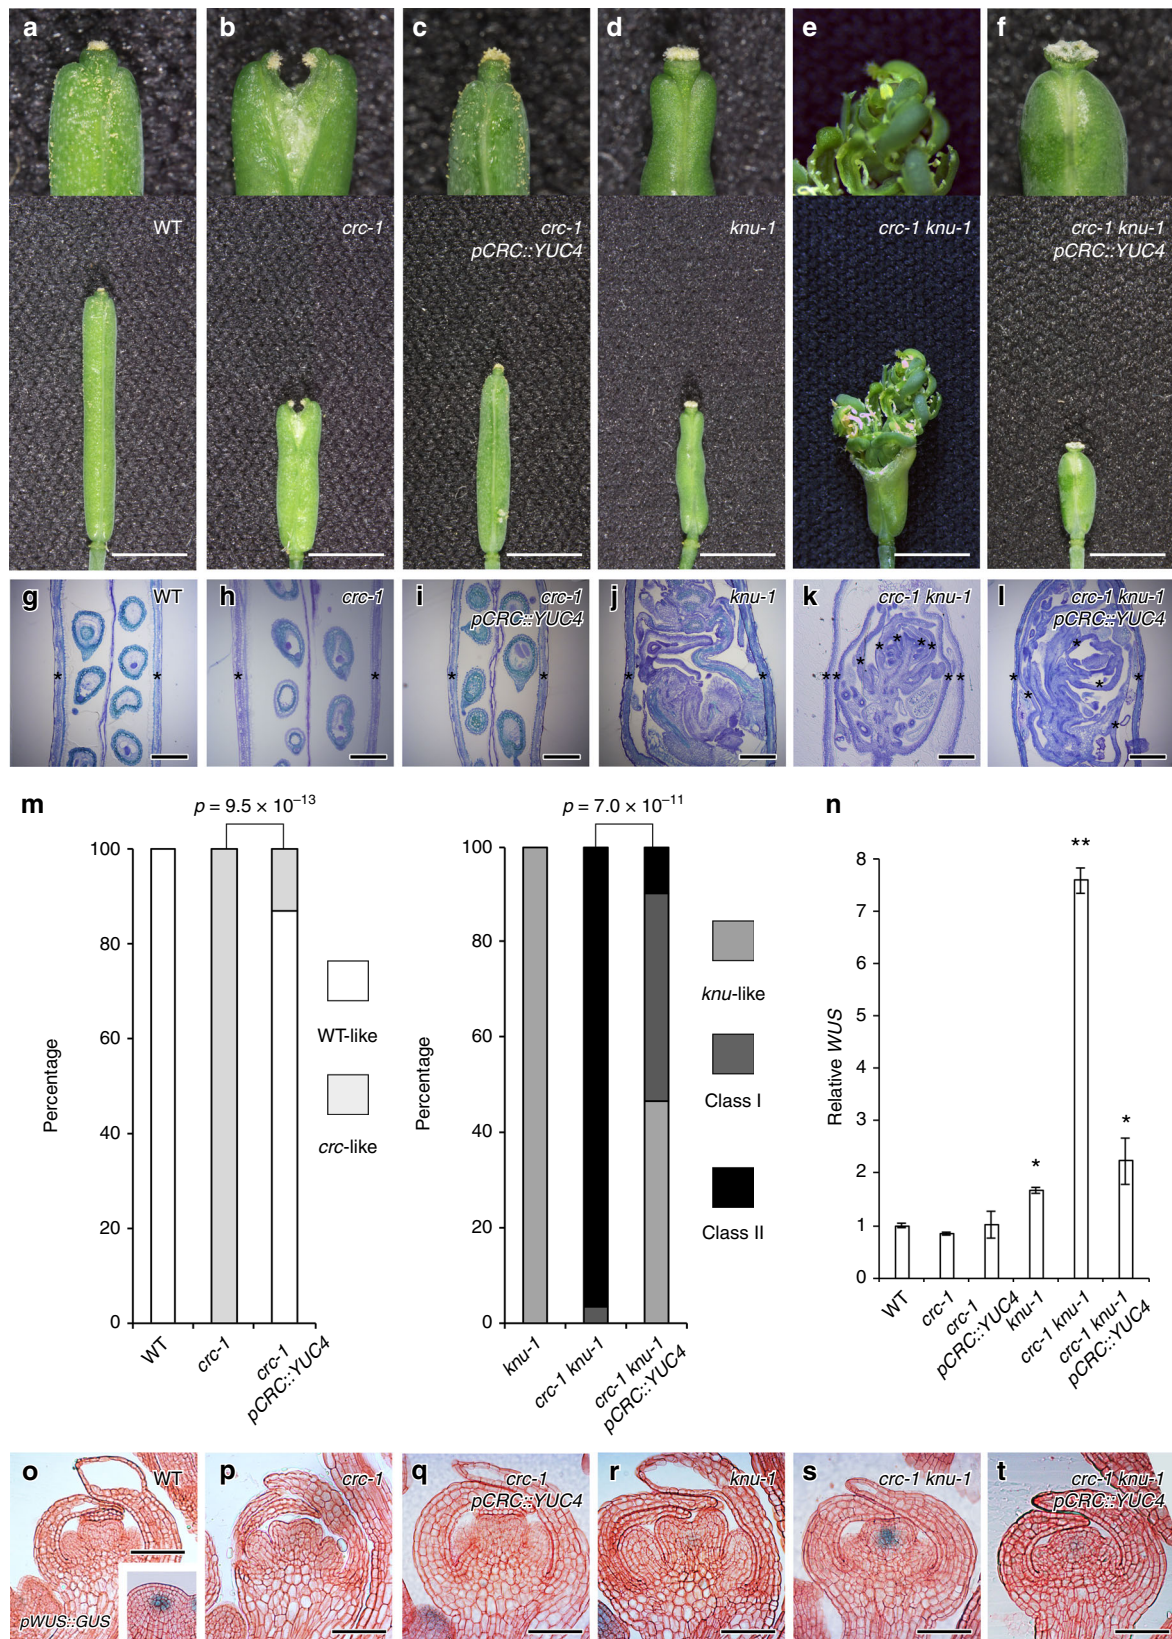 a b c d e f
WT crc-1 crc-1 knu-1 crc-1 knu-1 crc-1 knu-1
pCRC::YUC4 pCRC::YUC4
g WT h crc-1 i crc-1 j knu-1 k crc-1 knu-1 l crc-1 knu-1
pCRC::YUC4 pCRC::YUC4
* * * * * * * * ** * * * * * ** * * * * *
m
p = 9.5 × 10–13
100
80
60
40
20
0
Percentage
WT
crc-1
crc-1
pCRC::YUC4
WT-like
crc-like
p = 7.0 × 10–11
100
80
60
40
20
0
Percentage
knu-1
crc-1 knu-1
crc-1 knu-1
pCRC::YUC4
knu-like
Class I
Class II
n
8
7
6
5
4
3
2
1
0
Relative WUS
*
**
*
WT
crc-1
crc-1
pCRC::YUC4
knu-1
crc-1 knu-1
crc-1 knu-1
pCRC::YUC4
o WT p crc-1 q crc-1 r knu-1 s crc-1 knu-1 t crc-1 knu-1
pCRC::YUC4 pCRC::YUC4
pWUS::GUS